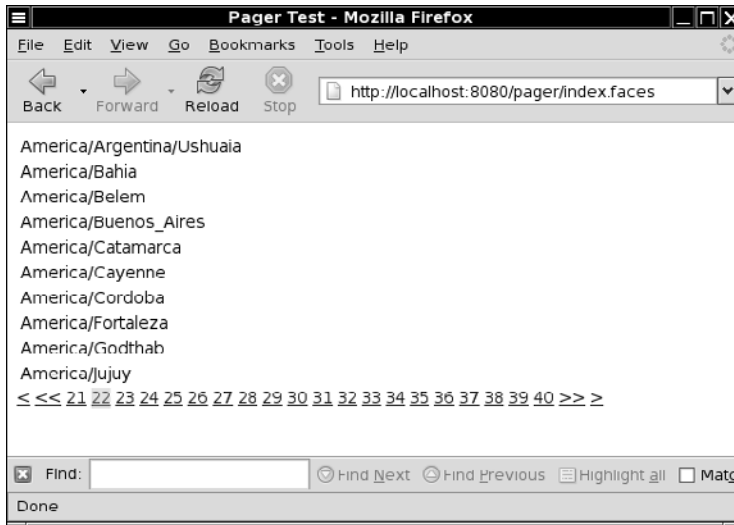 Pager Test - Mozilla Firefox
File Edit View Go Bookmarks Tools Help
Back Forward Reload Stop http://localhost:8080/pager/index.faces
America/Argentina/Ushuaia
America/Bahia
America/Belem
America/Buenos_Aires
America/Catamarca
America/Cayenne
America/Cordoba
America/Fortaleza
America/Godthab
America/Jujuy
< << 21 22 23 24 25 26 27 28 29 30 31 32 33 34 35 36 37 38 39 40 >> >
Find: Find Next Find Previous Highlight all
Done